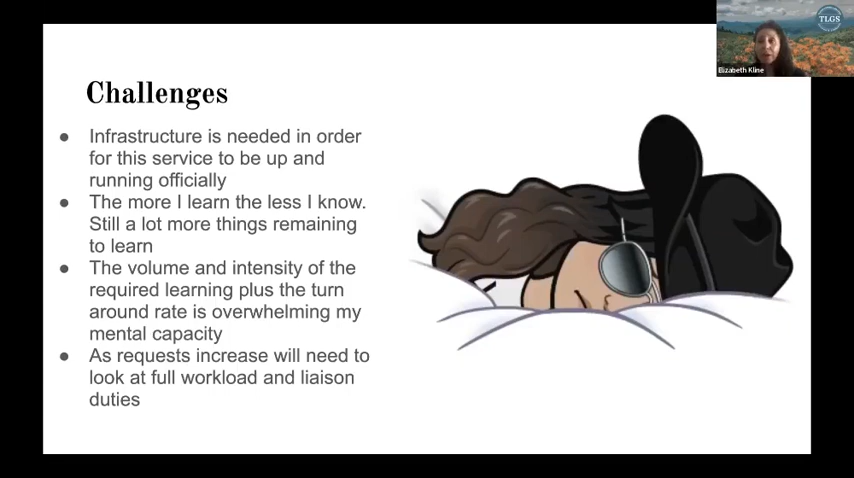 TLGS
Elizabeth Kline
Challenges
● Infrastructure is needed in order
for this service to be up and
running officially
● The more I learn the less I know.
Still a lot more things remaining
to learn
● The volume and intensity of the
required learning plus the turn
around rate is overwhelming my
mental capacity
● As requests increase will need to
look at full workload and liaison
duties